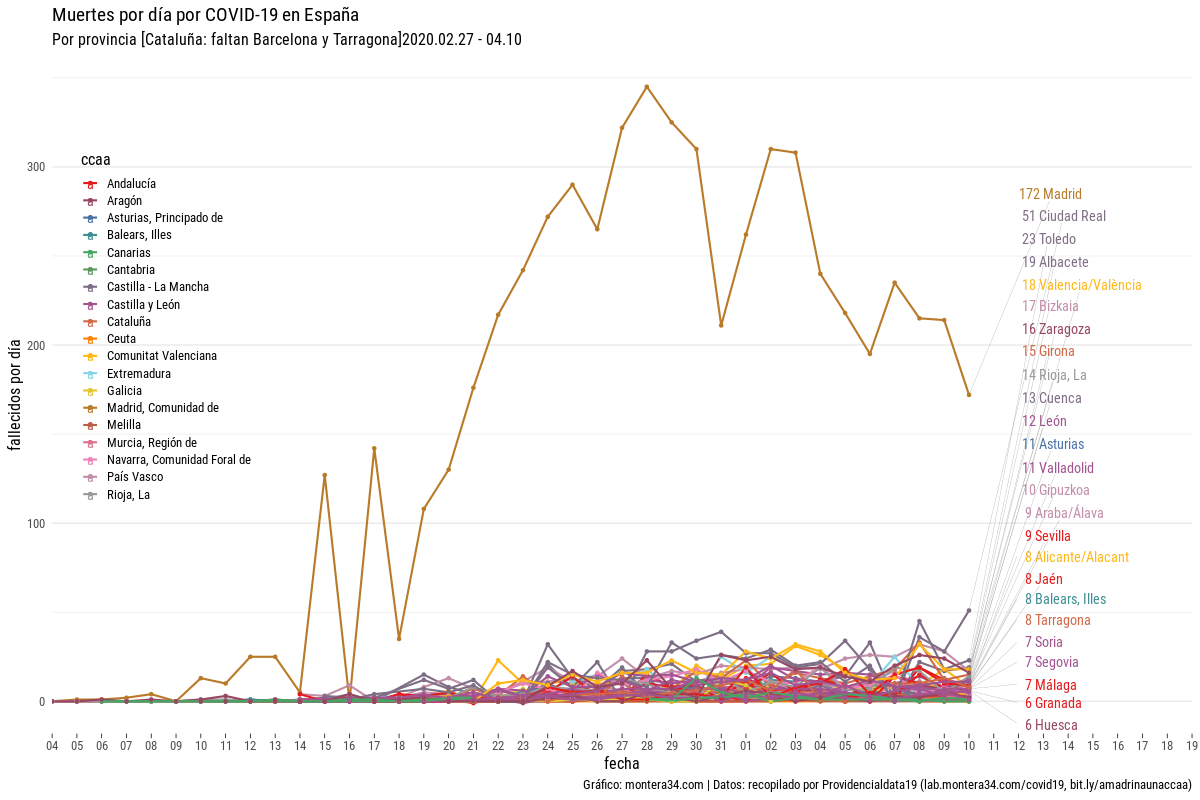 Muertes por día por COVID-19 en España
Por provincia [Cataluña: faltan Barcelona y Tarragona]2020.02.27 - 04.10
ccaa
Andalucía
Aragón
Asturias, Principado de
Balears, Illes
Canarias
Cantabria
Castilla - La Mancha
Castilla y León
Cataluña
Ceuta
Comunitat Valenciana
Extremadura
Galicia
Madrid, Comunidad de
Melilla
Murcia, Región de
Navarra, Comunidad Foral de
País Vasco
Rioja, La
fallecidos por día
300
200
100
0
172 Madrid
51 Ciudad Real
23 Toledo
19 Albacete
18 Valencia/València
17 Bizkaia
16 Zaragoza
15 Girona
14 Rioja, La
13 Cuenca
12 León
11 Asturias
11 Valladolid
10 Gipuzkoa
9 Araba/Álava
9 Sevilla
8 Alicante/Alacant
8 Jaén
8 Balears, Illes
8 Tarragona
7 Soria
7 Segovia
7 Málaga
6 Granada
6 Huesca
04 05 06 07 08 09 10 11 12 13 14 15 16 17 18 19 20 21 22 23 24 25 26 27 28 29 30 31 01 02 03 04 05 06 07 08 09 10 11 12 13 14 15 16 17 18 19
fecha
Gráfico: montera34.com | Datos: recopilado por Providencialdata19 (lab.montera34.com/covid19, bit.ly/amadrinaunaccaa)